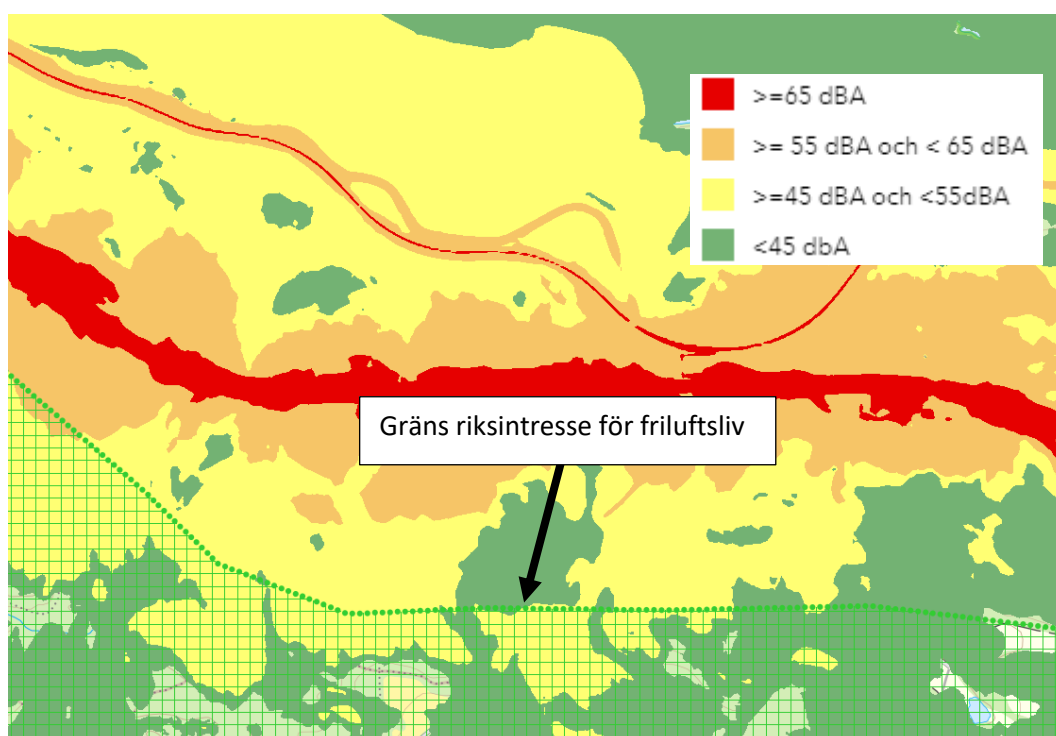 >=65 dBA
>= 55 dBA och < 65 dBA
>=45 dBA och <55dBA
<45 dbA
Gräns riksintresse för friluftsliv